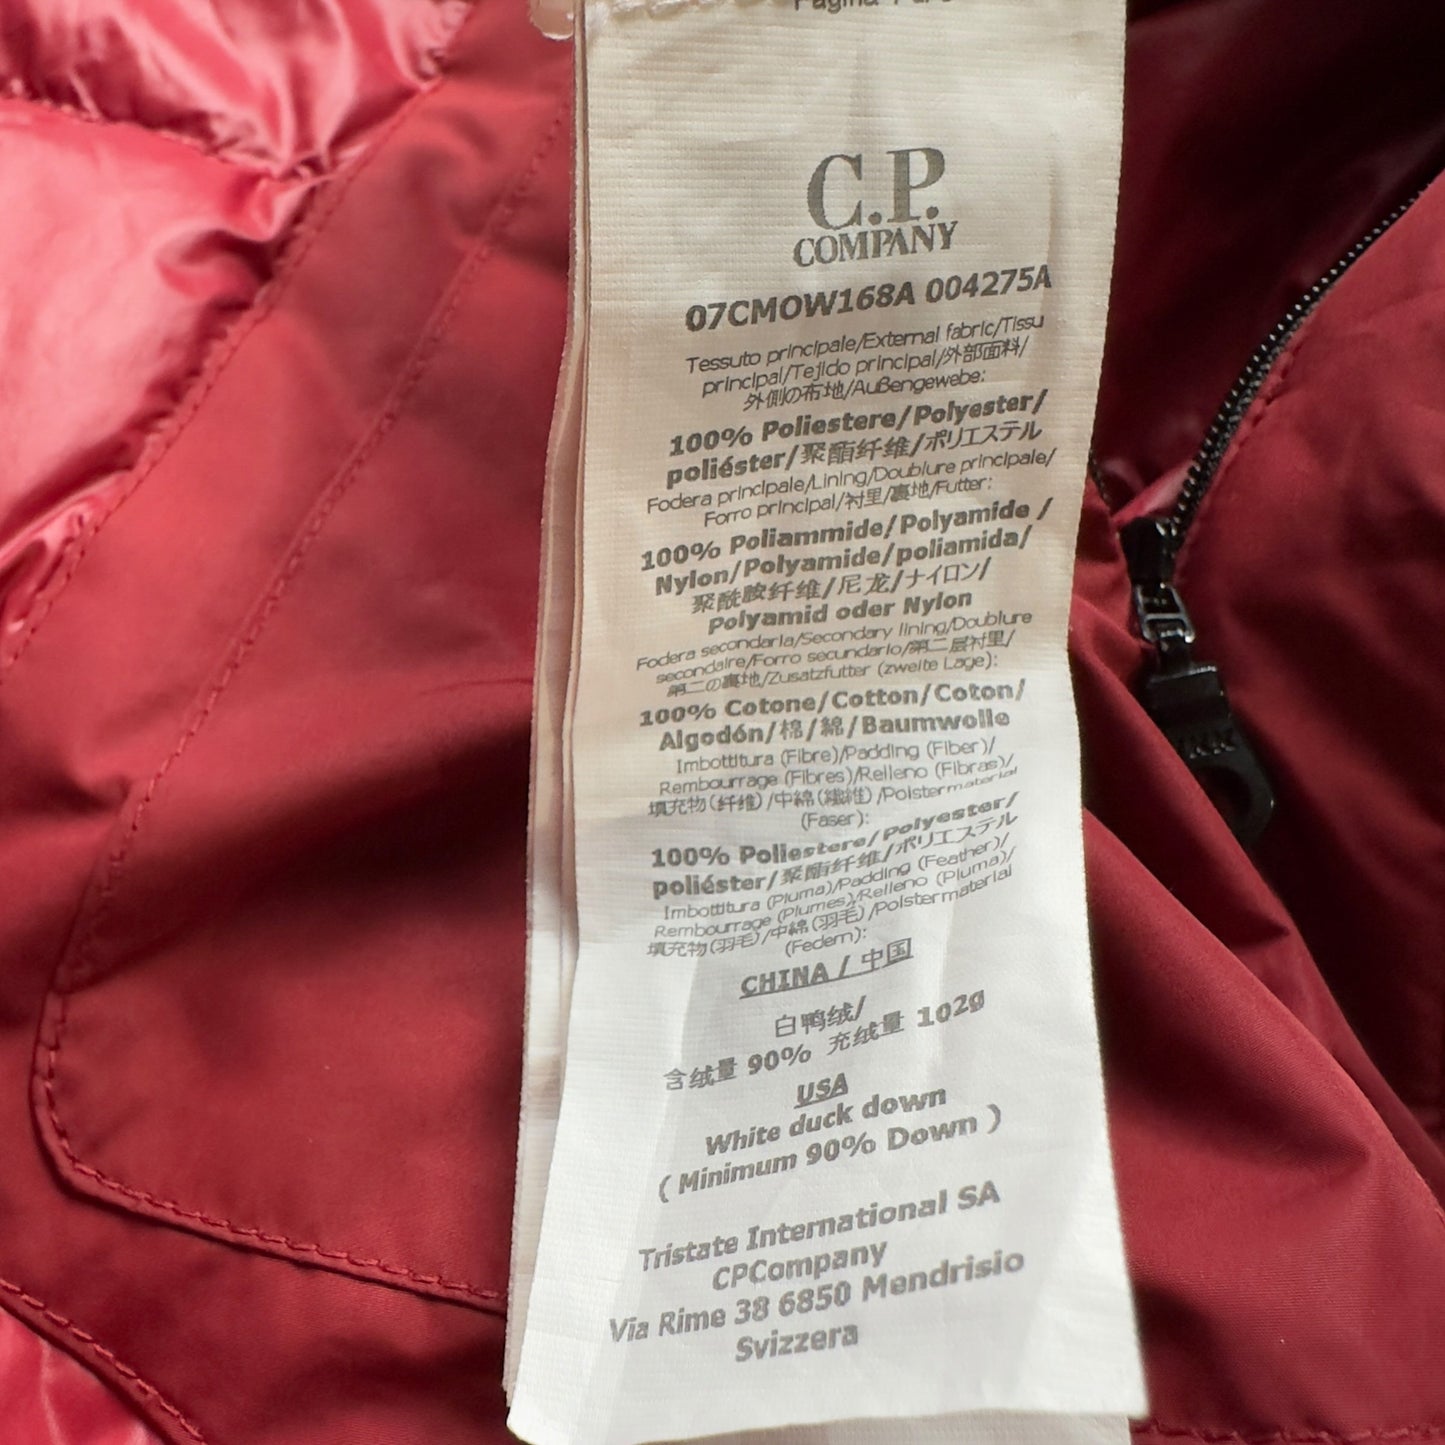 Pagina
C.P.
COMPANY
07CMOW168A 004275A
Tessuto principale/External fabric/Tissu
principal/Tejido principal/外部面料/
外側の布地/Außengewebe:
100% Poliestere/Polyester/
poliéster/聚酯纤维/ポリエステル
Fodera principale/Lining/Doublure principale/
Forro principal/衬里/裏地/Futter:
100% Poliammide/Polyamide /
Nylon/Polyamide/poliamida/
聚酰胺纤维/尼龙/ナイロン/
Polyamid oder Nylon
Fodera secondaria/Secondary lining/Doublure
secondaire/Forro secundario/第二层衬里/
第二の裏地/Zusatzfutter (zweite Lage):
100% Cotone/Cotton/Coton/
Algodón/棉/綿/Baumwolle
Imbottitura (Fibre)/Padding (Fiber)/
Rembourrage (Fibres)/Relleno (Fibras)/
填充物(纤维)/中綿(繊維)/Polstermaterial
(Faser):
100% Poliestere/Polyester/
poliéster/聚酯纤维/ポリエステル
Imbottitura (Pluma)/Padding (Feather)/
Rembourrage (Plumes)/Relleno (Pluma)/
填充物(羽毛)/中綿(羽毛)/Polstermaterial
(Federn):
CHINA / 中国
白鸭绒/
含绒量 90% 充绒量 102g
USA
White duck down
( Minimum 90% Down )
Tristate International SA
CPCompany
Via Rime 38 6850 Mendrisio
Svizzera
YKK